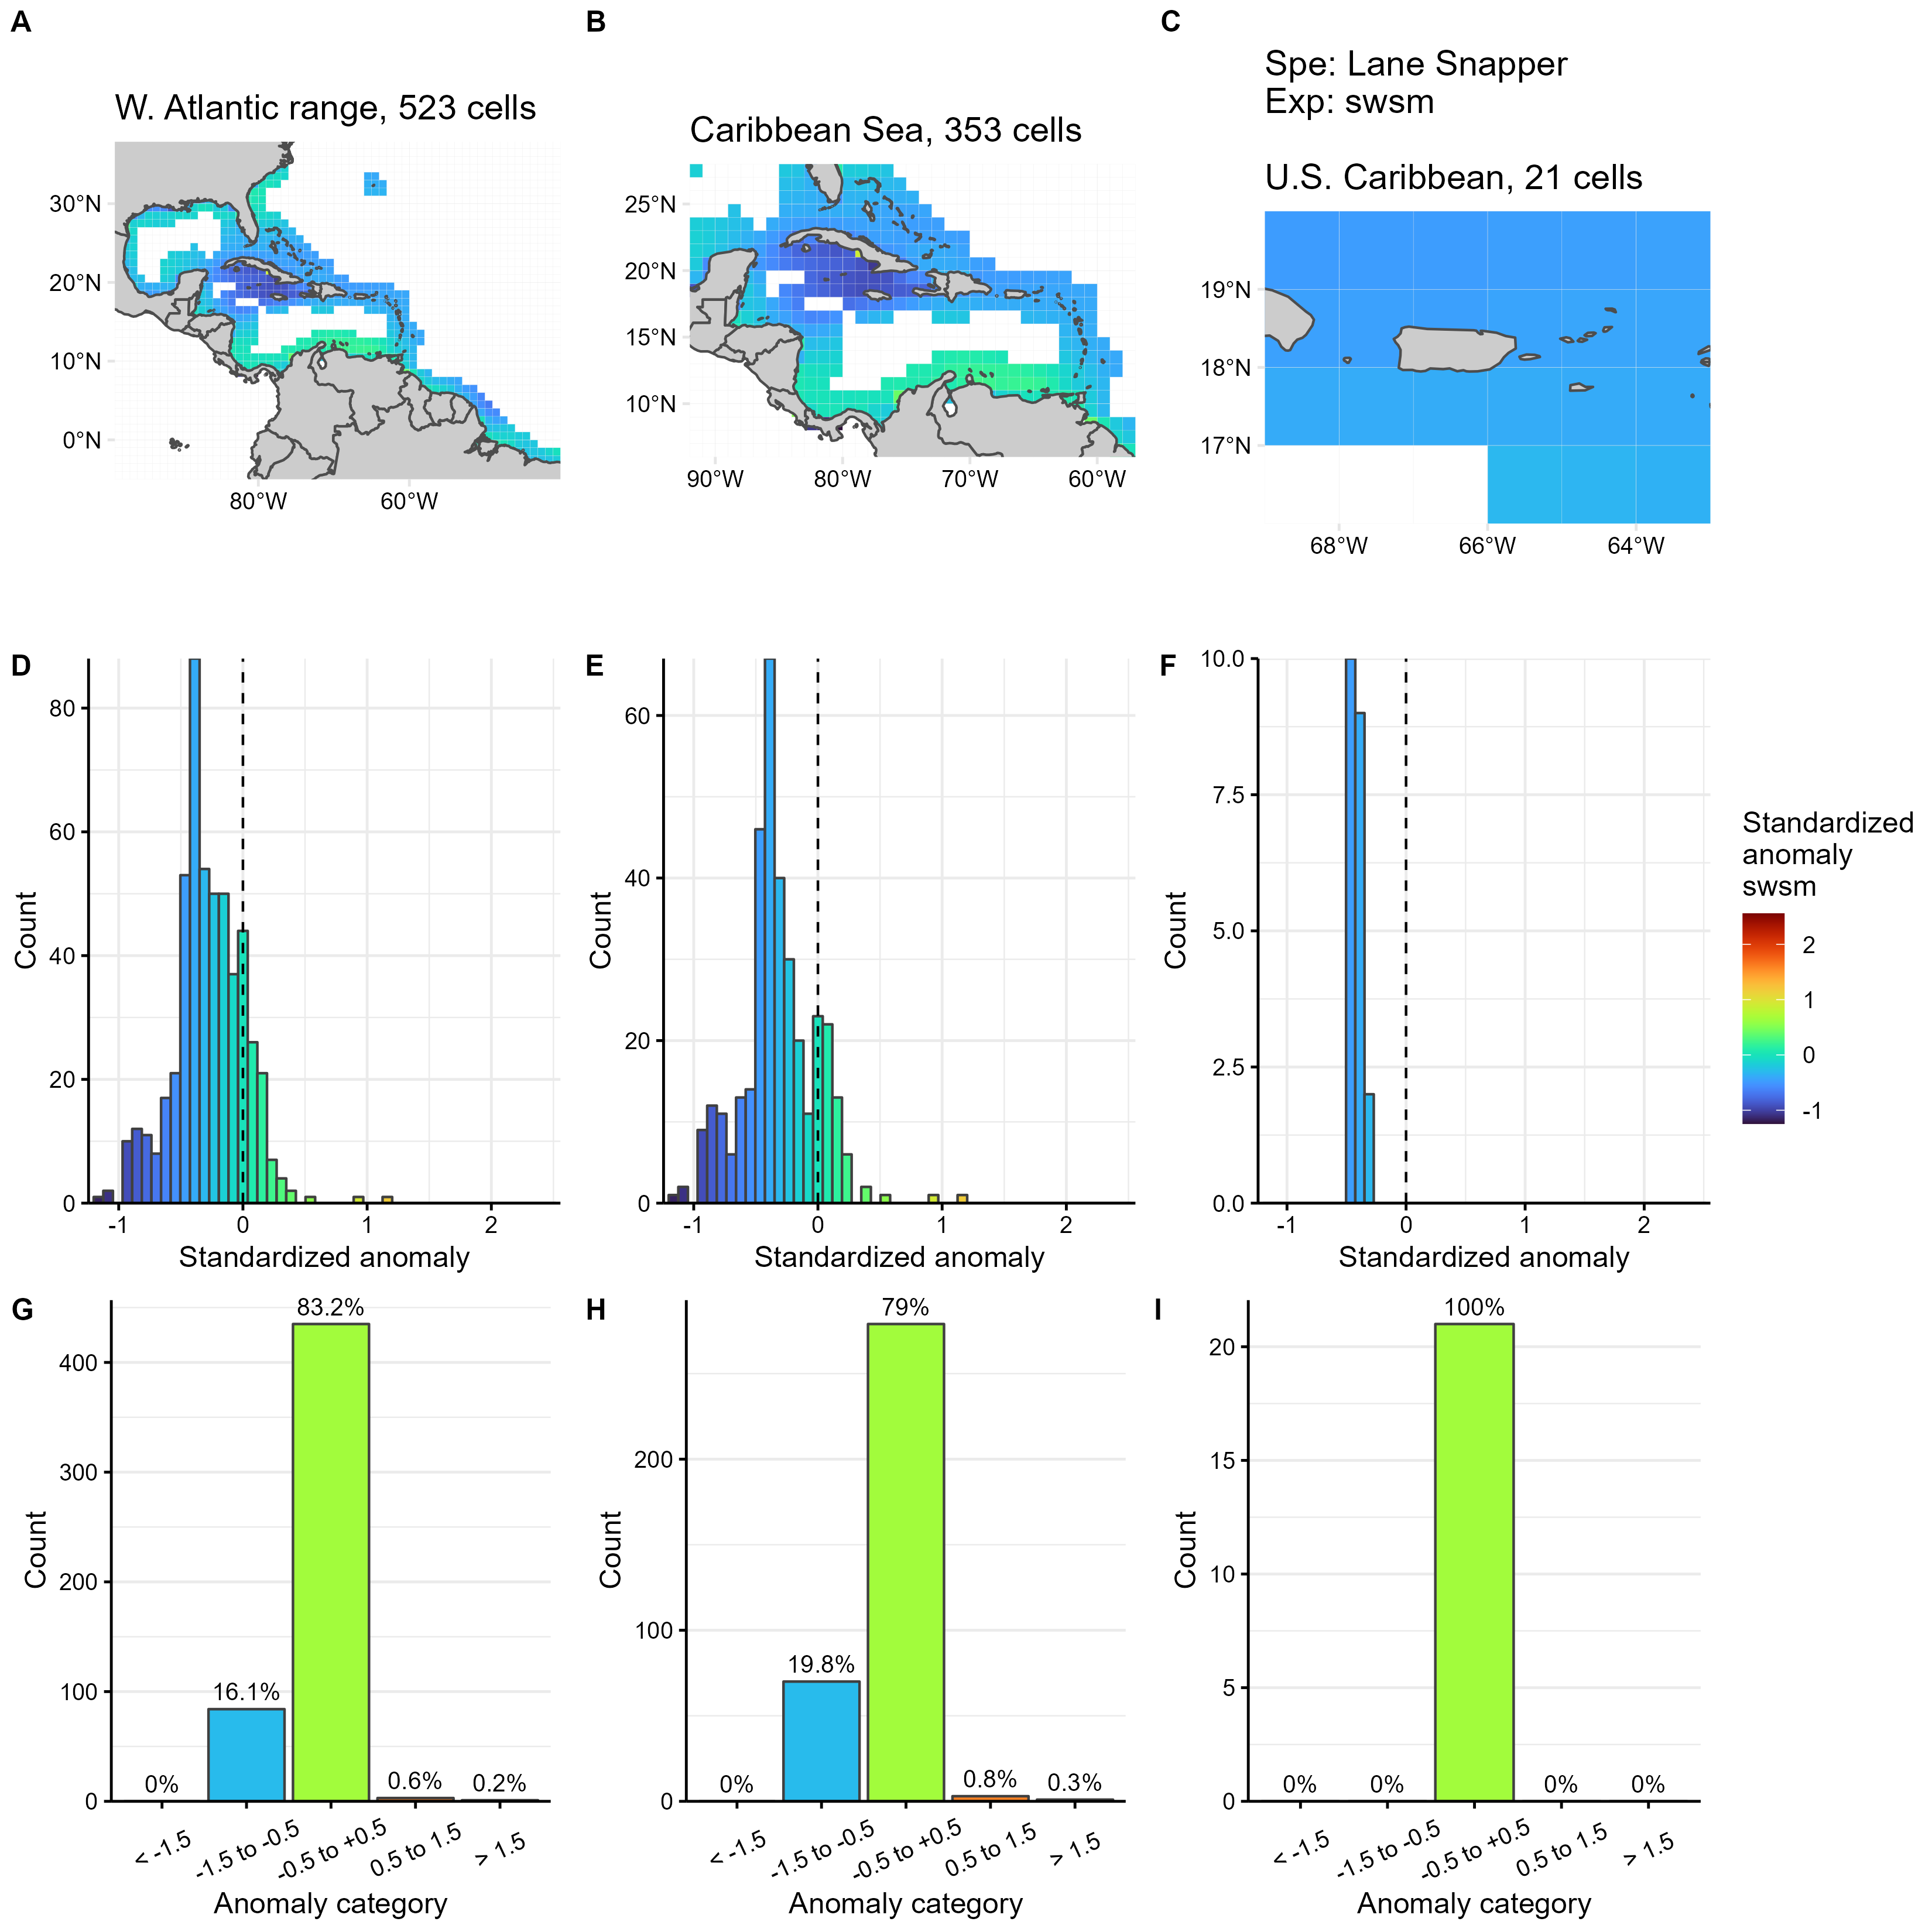 A
B
C
W. Atlantic range, 523 cells
Caribbean Sea, 353 cells
Spe: Lane Snapper
Exp: swsm
U.S. Caribbean, 21 cells
30°N
20°N
10°N
0°N
80°W
60°W
25°N
20°N
15°N
10°N
90°W
80°W
70°W
60°W
19°N
18°N
17°N
68°W
66°W
64°W
D
Count
80
60
40
20
0
-1
0
1
2
Standardized anomaly
E
Count
60
40
20
0
-1
0
1
2
Standardized anomaly
F
Count
10.0
7.5
5.0
2.5
0.0
-1
0
1
2
Standardized anomaly
Standardized
anomaly
swsm
2
1
0
-1
G
Count
400
300
200
100
0
0%
16.1%
83.2%
0.6%
0.2%
< -1.5
-1.5 to -0.5
-0.5 to +0.5
0.5 to 1.5
> 1.5
Anomaly category
H
Count
200
100
0
0%
19.8%
79%
0.8%
0.3%
< -1.5
-1.5 to -0.5
-0.5 to +0.5
0.5 to 1.5
> 1.5
Anomaly category
I
Count
20
15
10
5
0
0%
0%
100%
0%
0%
< -1.5
-1.5 to -0.5
-0.5 to +0.5
0.5 to 1.5
> 1.5
Anomaly category